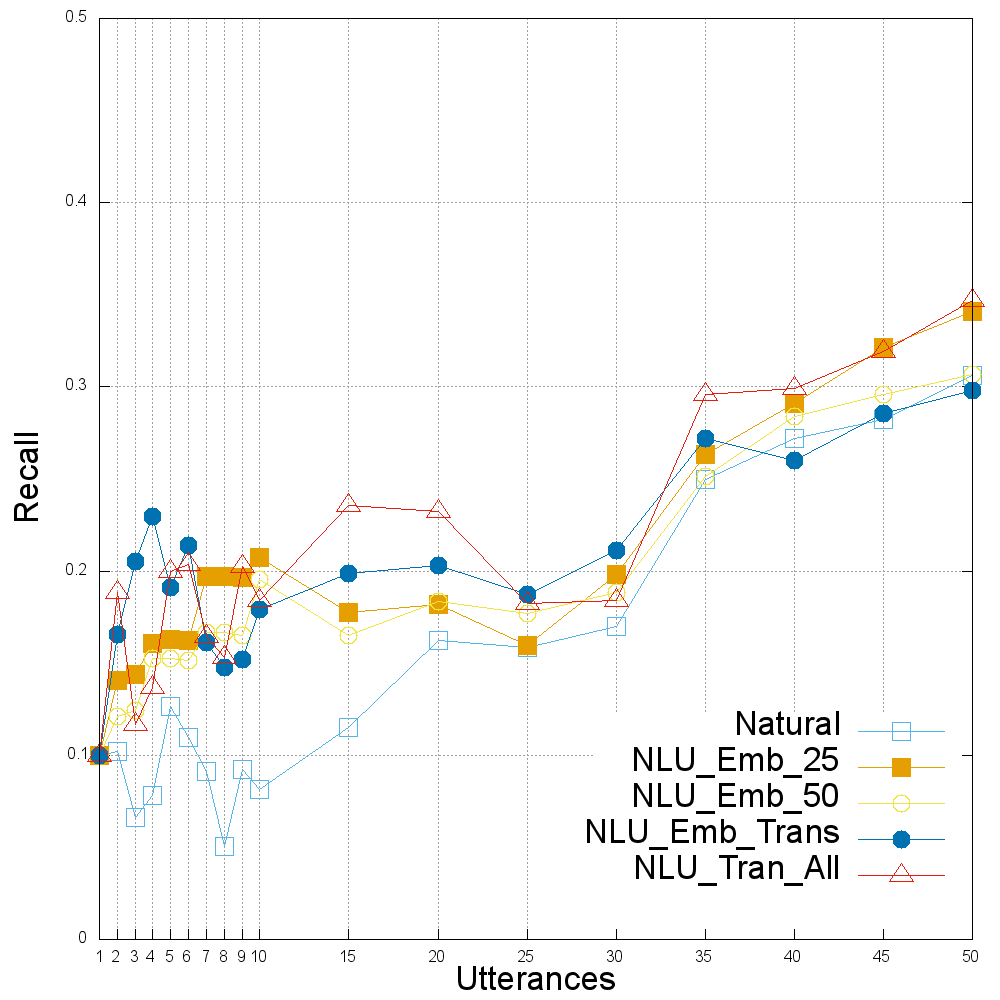 0.5
0.4
0.3
0.2
0.1
0
Recall
Natural
NLU_Emb_25
NLU_Emb_50
NLU_Emb_Trans
NLU_Tran_All
1 2 3 4 5 6 7 8 9 10 15 20 25 30 35 40 45 50
Utterances